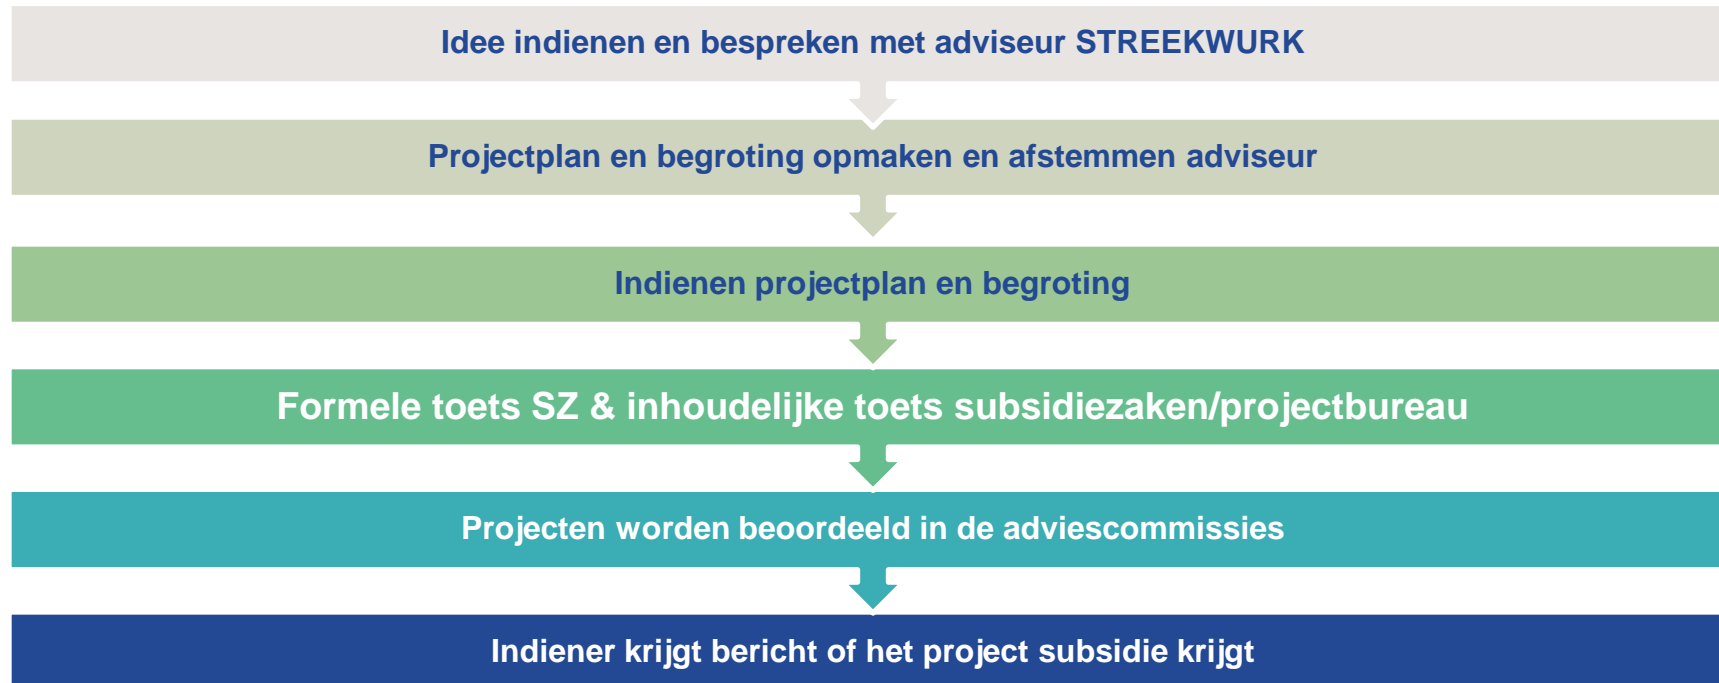 Idee indienen en bespreken met adviseur STREEKWURK
Projectplan en begroting opmaken en afstemmen adviseur
Indienen projectplan en begroting
Formele toets SZ & inhoudelijke toets subsidiezaken/projectbureau
Projecten worden beoordeeld in de adviescommissies
Indiener krijgt bericht of het project subsidie krijgt